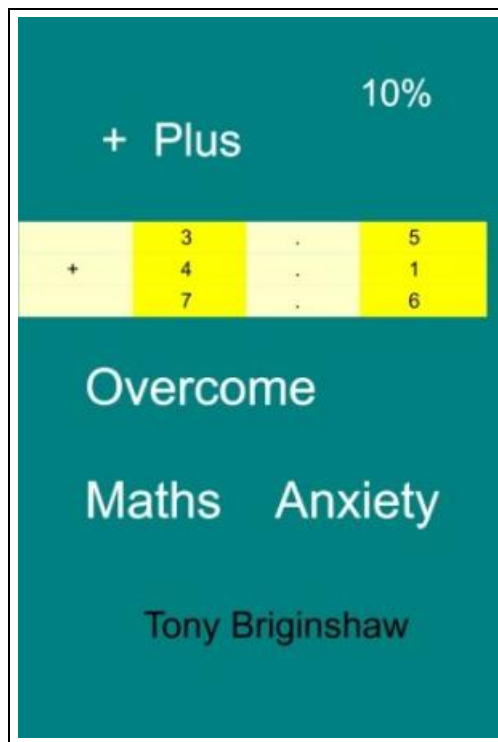 10%
+ Plus
3 . 5
+ 4 . 1
7 . 6
Overcome
Maths Anxiety
Tony Briginshaw